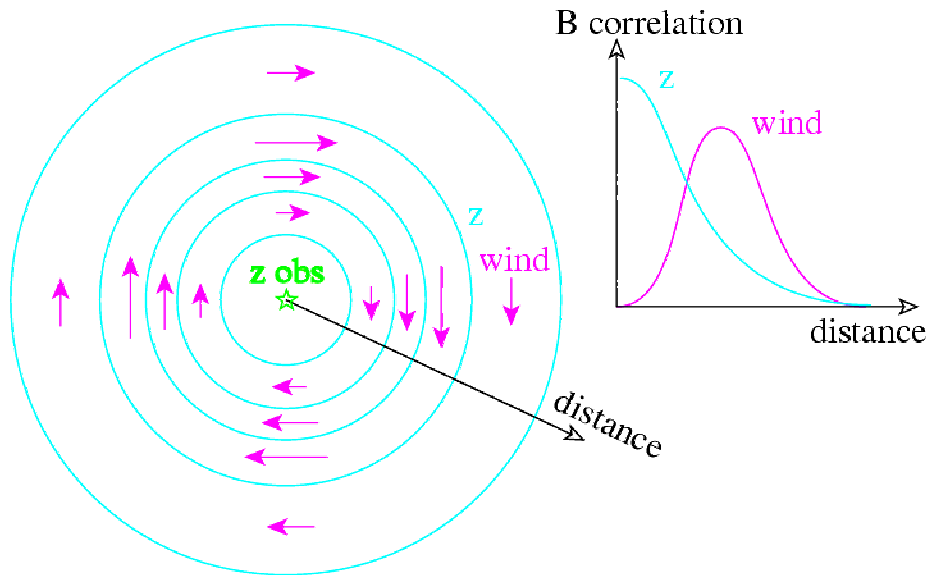 B correlation
z
wind
distance
z
z obs
wind
distance